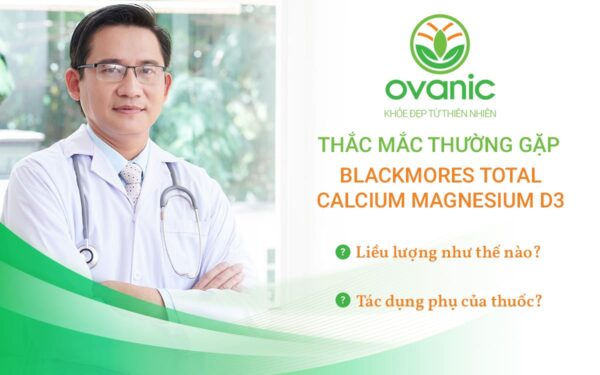 ovanic
KHỎE ĐẸP TỪ THIÊN NHIÊN
THẮC MẮC THƯỜNG GẶP
BLACKMORES TOTAL
CALCIUM MAGNESIUM D3
? Liều lượng như thế nào?
? Tác dụng phụ của thuốc?